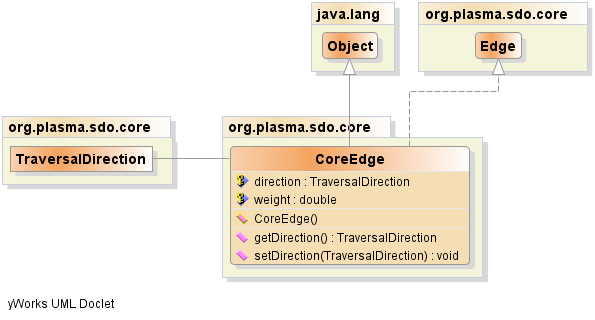 java.lang
org.plasma.sdo.core
Object
Edge
org.plasma.sdo.core
org.plasma.sdo.core
TraversalDirection
CoreEdge
direction : TraversalDirection
weight : double
CoreEdge()
getDirection() : TraversalDirection
setDirection(TraversalDirection) : void
yWorks UML Doclet